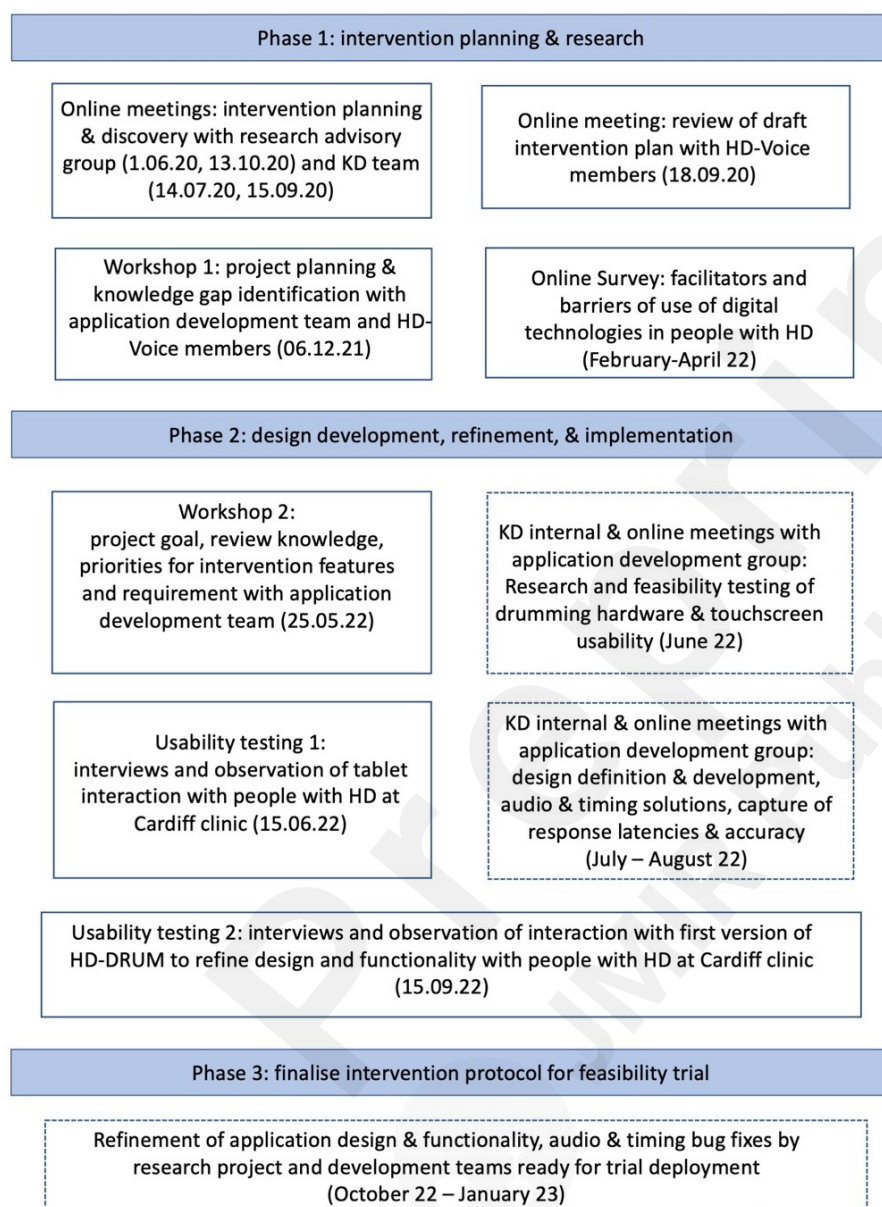 Phase 1: intervention planning & research
Online meetings: intervention planning
& discovery with research advisory
group (1.06.20, 13.10.20) and KD team
(14.07.20, 15.09.20)
Online meeting: review of draft
intervention plan with HD-Voice
members (18.09.20)
Workshop 1: project planning &
knowledge gap identification with
application development team and HD-
Voice members (06.12.21)
Online Survey: facilitators and
barriers of use of digital
technologies in people with HD
(February-April 22)
Phase 2: design development, refinement, & implementation
Workshop 2:
project goal, review knowledge,
priorities for intervention features
and requirement with application
development team (25.05.22)
KD internal & online meetings with
application development group:
Research and feasibility testing of
drumming hardware & touchscreen
usability (June 22)
Usability testing 1:
interviews and observation of tablet
interaction with people with HD at
Cardiff clinic (15.06.22)
KD internal & online meetings with
application development group:
design definition & development,
audio & timing solutions, capture of
response latencies & accuracy
(July – August 22)
Usability testing 2: interviews and observation of interaction with first version of
HD-DRUM to refine design and functionality with people with HD at Cardiff clinic
(15.09.22)
Phase 3: finalise intervention protocol for feasibility trial
Refinement of application design & functionality, audio & timing bug fixes by
research project and development teams ready for trial deployment
(October 22 – January 23)
Preprint
JMIR Publ